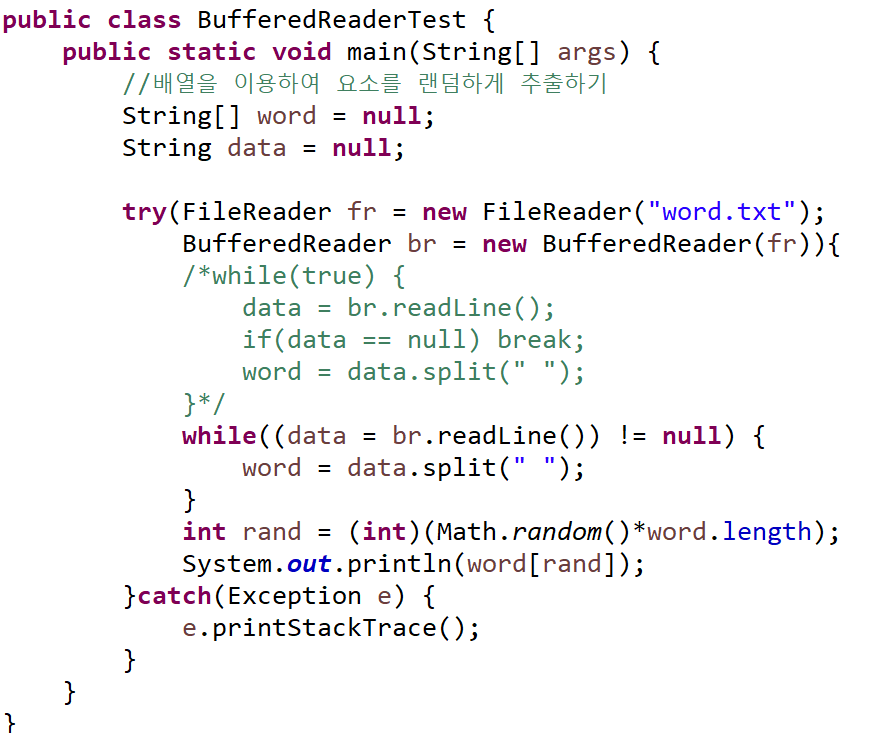 public class BufferedReaderTest {
    public static void main(String[] args) {
        //배열을 이용하여 요소를 랜덤하게 추출하기
        String[] word = null;
        String data = null;

        try(FileReader fr = new FileReader("word.txt");
            BufferedReader br = new BufferedReader(fr)){
            /*while(true) {
                data = br.readLine();
                if(data == null) break;
                word = data.split(" ");
            }*/
            while((data = br.readLine()) != null) {
                word = data.split(" ");
            }
            int rand = (int)(Math.random()*word.length);
            System.out.println(word[rand]);
        }catch(Exception e) {
            e.printStackTrace();
        }
    }
}